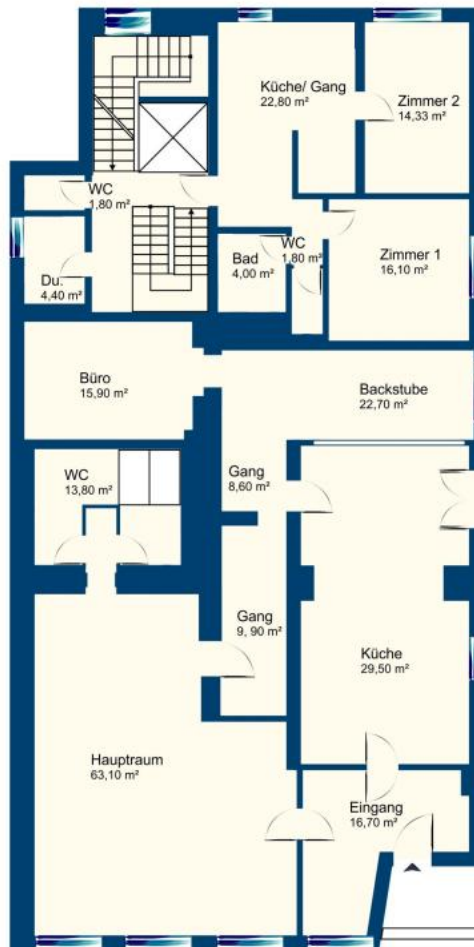 Küche/ Gang
22,80 m²
Zimmer 2
14,33 m²
WC
1,80 m²
Du.
4,40 m²
Bad
4,00 m²
WC
1,80 m²
Zimmer 1
16,10 m²
Büro
15,90 m²
Backstube
22,70 m²
WC
13,80 m²
Gang
8,60 m²
Gang
9, 90 m²
Küche
29,50 m²
Hauptraum
63,10 m²
Eingang
16,70 m²